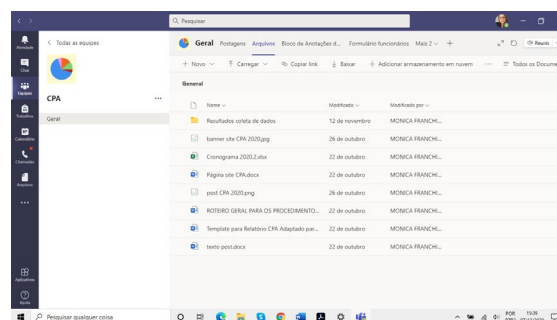 Pesquisar
Todas as equipes
Geral Postagens Arquivos Bloco de Anotações d... Formulário funcionários Mais 2 + Reunir
+ Novo Carregar Copiar link Baixar + Adicionar armazenamento em nuvem ... Todos os Docume
Atividade
Chat
Equipes
Trabalhos
Calendário
Chamadas
Arquivos
...
Aplicativos
Ajuda
CPA ...
Geral
General
Nome Modificado Modificado por
Resultados coleta de dados 12 de novembro MONICA FRANCHI...
banner site CPA 2020.jpg 26 de outubro MONICA FRANCHI...
Cronograma 2020.2.xlsx 22 de outubro MONICA FRANCHI...
Página site CPA.docx 22 de outubro MONICA FRANCHI...
post CPA 2020.png 26 de outubro MONICA FRANCHI...
ROTEIRO GERAL PARA OS PROCEDIMENTO... 22 de outubro MONICA FRANCHI...
Template para Relatório CPA Adaptado par... 22 de outubro MONICA FRANCHI...
texto post.docx 22 de outubro MONICA FRANCHI...
Pesquisar qualquer coisa
POR 15:39